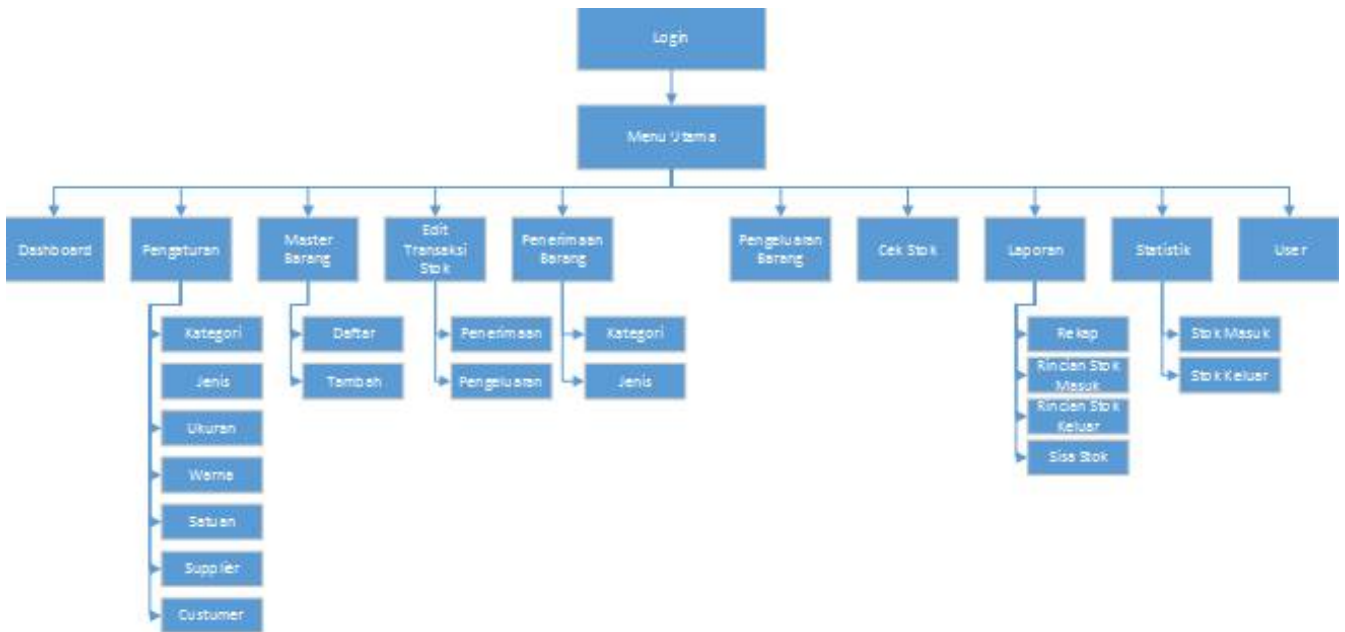 Login
Menu Utama
Dashboard
Pengaturan
Master
Barang
Edit
Transaksi
Stok
Penerimaan
Barang
Pengeluaran
Barang
Cek Stok
Laporan
Statistik
User
Kategori
Jenis
Ukuran
Warna
Satuan
Supplier
Custumer
Daftar
Tambah
Penerimaan
Pengeluaran
Kategori
Jenis
Rekap
Rincian Stok
Masuk
Rincian Stok
Keluar
Sisa Stok
Stok Masuk
Stok Keluar